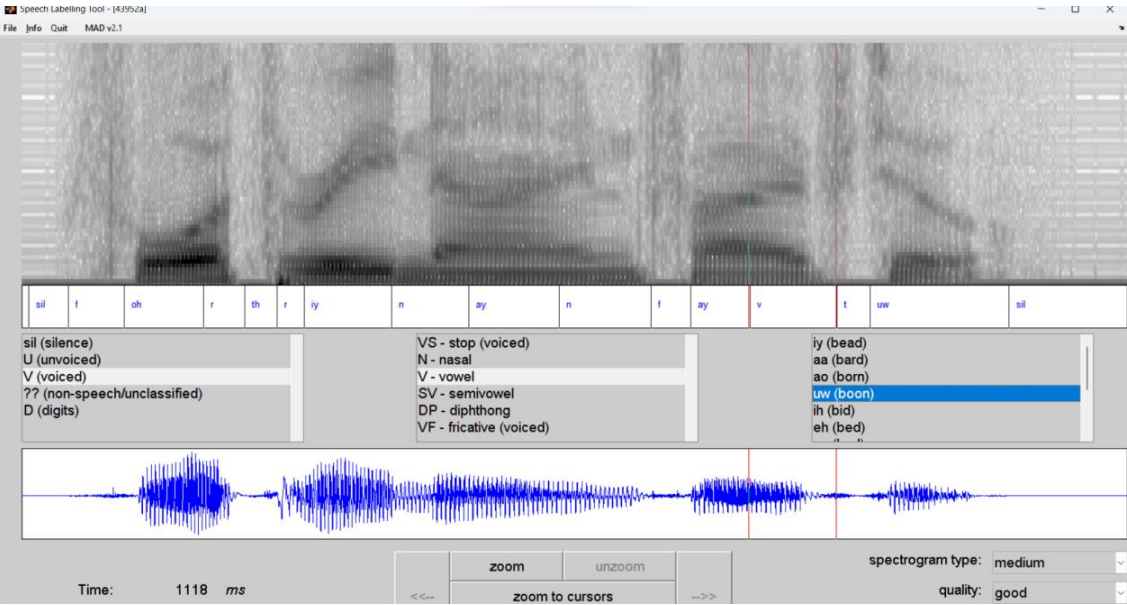 Speech Labelling Tool - [43952a]
File Info Quit MAD v2.1
sil f oh r th r iy n ay n f ay v t uw sil
sil (silence)
U (unvoiced)
V (voiced)
?? (non-speech/unclassified)
D (digits)
VS - stop (voiced)
N - nasal
V - vowel
SV - semivowel
DP - diphthong
VF - fricative (voiced)
iy (bead)
aa (bard)
ao (born)
uw (boon)
ih (bid)
eh (bed)
zoom unzoom
<<-- zoom to cursors -->>
Time: 1118 ms
spectrogram type: medium
quality: good